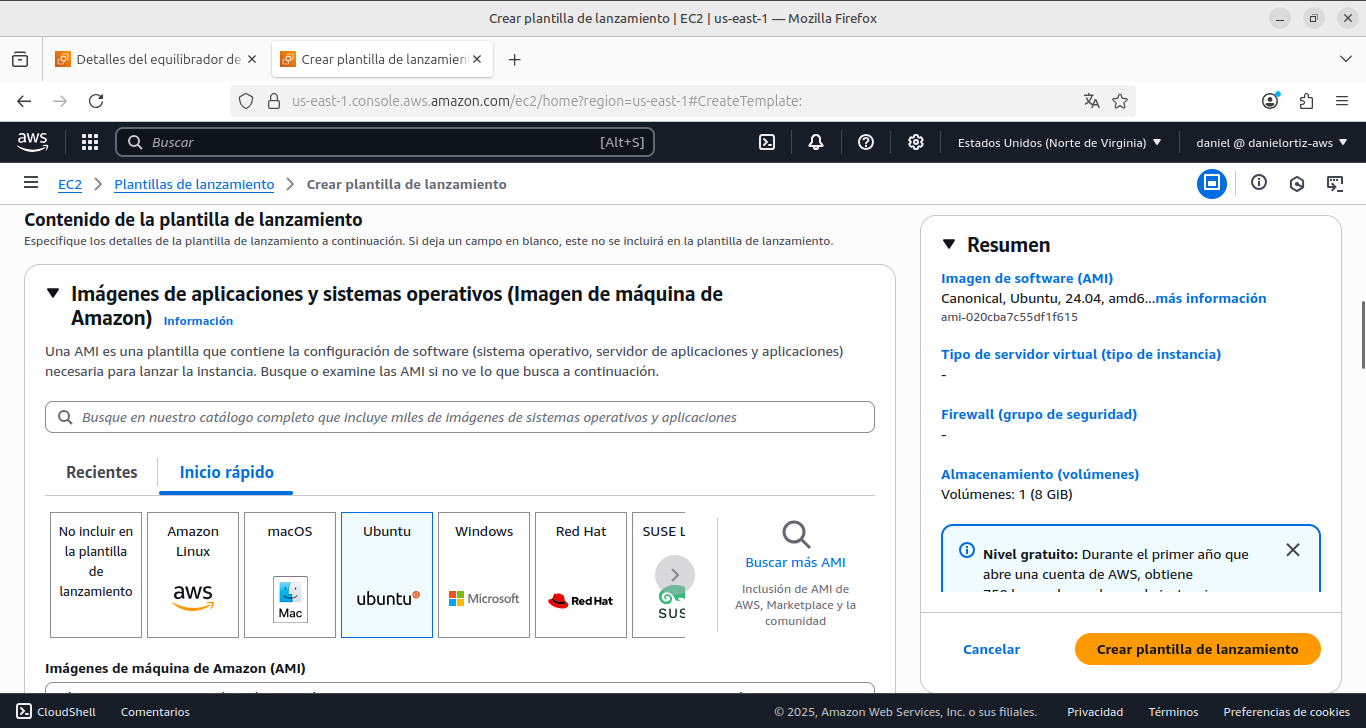 Crear plantilla de lanzamiento | EC2 | us-east-1 — Mozilla Firefox
Detalles del equilibrador de
Crear plantilla de lanzamien
us-east-1.console.aws.amazon.com/ec2/home?region=us-east-1#CreateTemplate:
aws
Buscar
[Alt+S]
Estados Unidos (Norte de Virginia)
daniel @ danielortiz-aws
EC2
Plantillas de lanzamiento
Crear plantilla de lanzamiento
Contenido de la plantilla de lanzamiento
Especifique los detalles de la plantilla de lanzamiento a continuación. Si deja un campo en blanco, este no se incluirá en la plantilla de lanzamiento.
Imágenes de aplicaciones y sistemas operativos (Imagen de máquina de
Amazon) Información
Una AMI es una plantilla que contiene la configuración de software (sistema operativo, servidor de aplicaciones y aplicaciones)
necesaria para lanzar la instancia. Busque o examine las AMI si no ve lo que busca a continuación.
Busque en nuestro catálogo completo que incluye miles de imágenes de sistemas operativos y aplicaciones
Recientes
Inicio rápido
No incluir en
la plantilla
de
lanzamiento
Amazon
Linux
aws
macOS
Mac
Ubuntu
ubuntu
Windows
Microsoft
Red Hat
Red Hat
SUSE L
SUS
Buscar más AMI
Inclusión de AMI de
AWS, Marketplace y la
comunidad
Imágenes de máquina de Amazon (AMI)
Resumen
Imagen de software (AMI)
Canonical, Ubuntu, 24.04, amd6...más información
ami-020cba7c55df1f615
Tipo de servidor virtual (tipo de instancia)
-
Firewall (grupo de seguridad)
-
Almacenamiento (volúmenes)
Volúmenes: 1 (8 GiB)
Nivel gratuito: Durante el primer año que
abre una cuenta de AWS, obtiene
Cancelar
Crear plantilla de lanzamiento
CloudShell
Comentarios
© 2025, Amazon Web Services, Inc. o sus filiales.
Privacidad
Términos
Preferencias de cookies